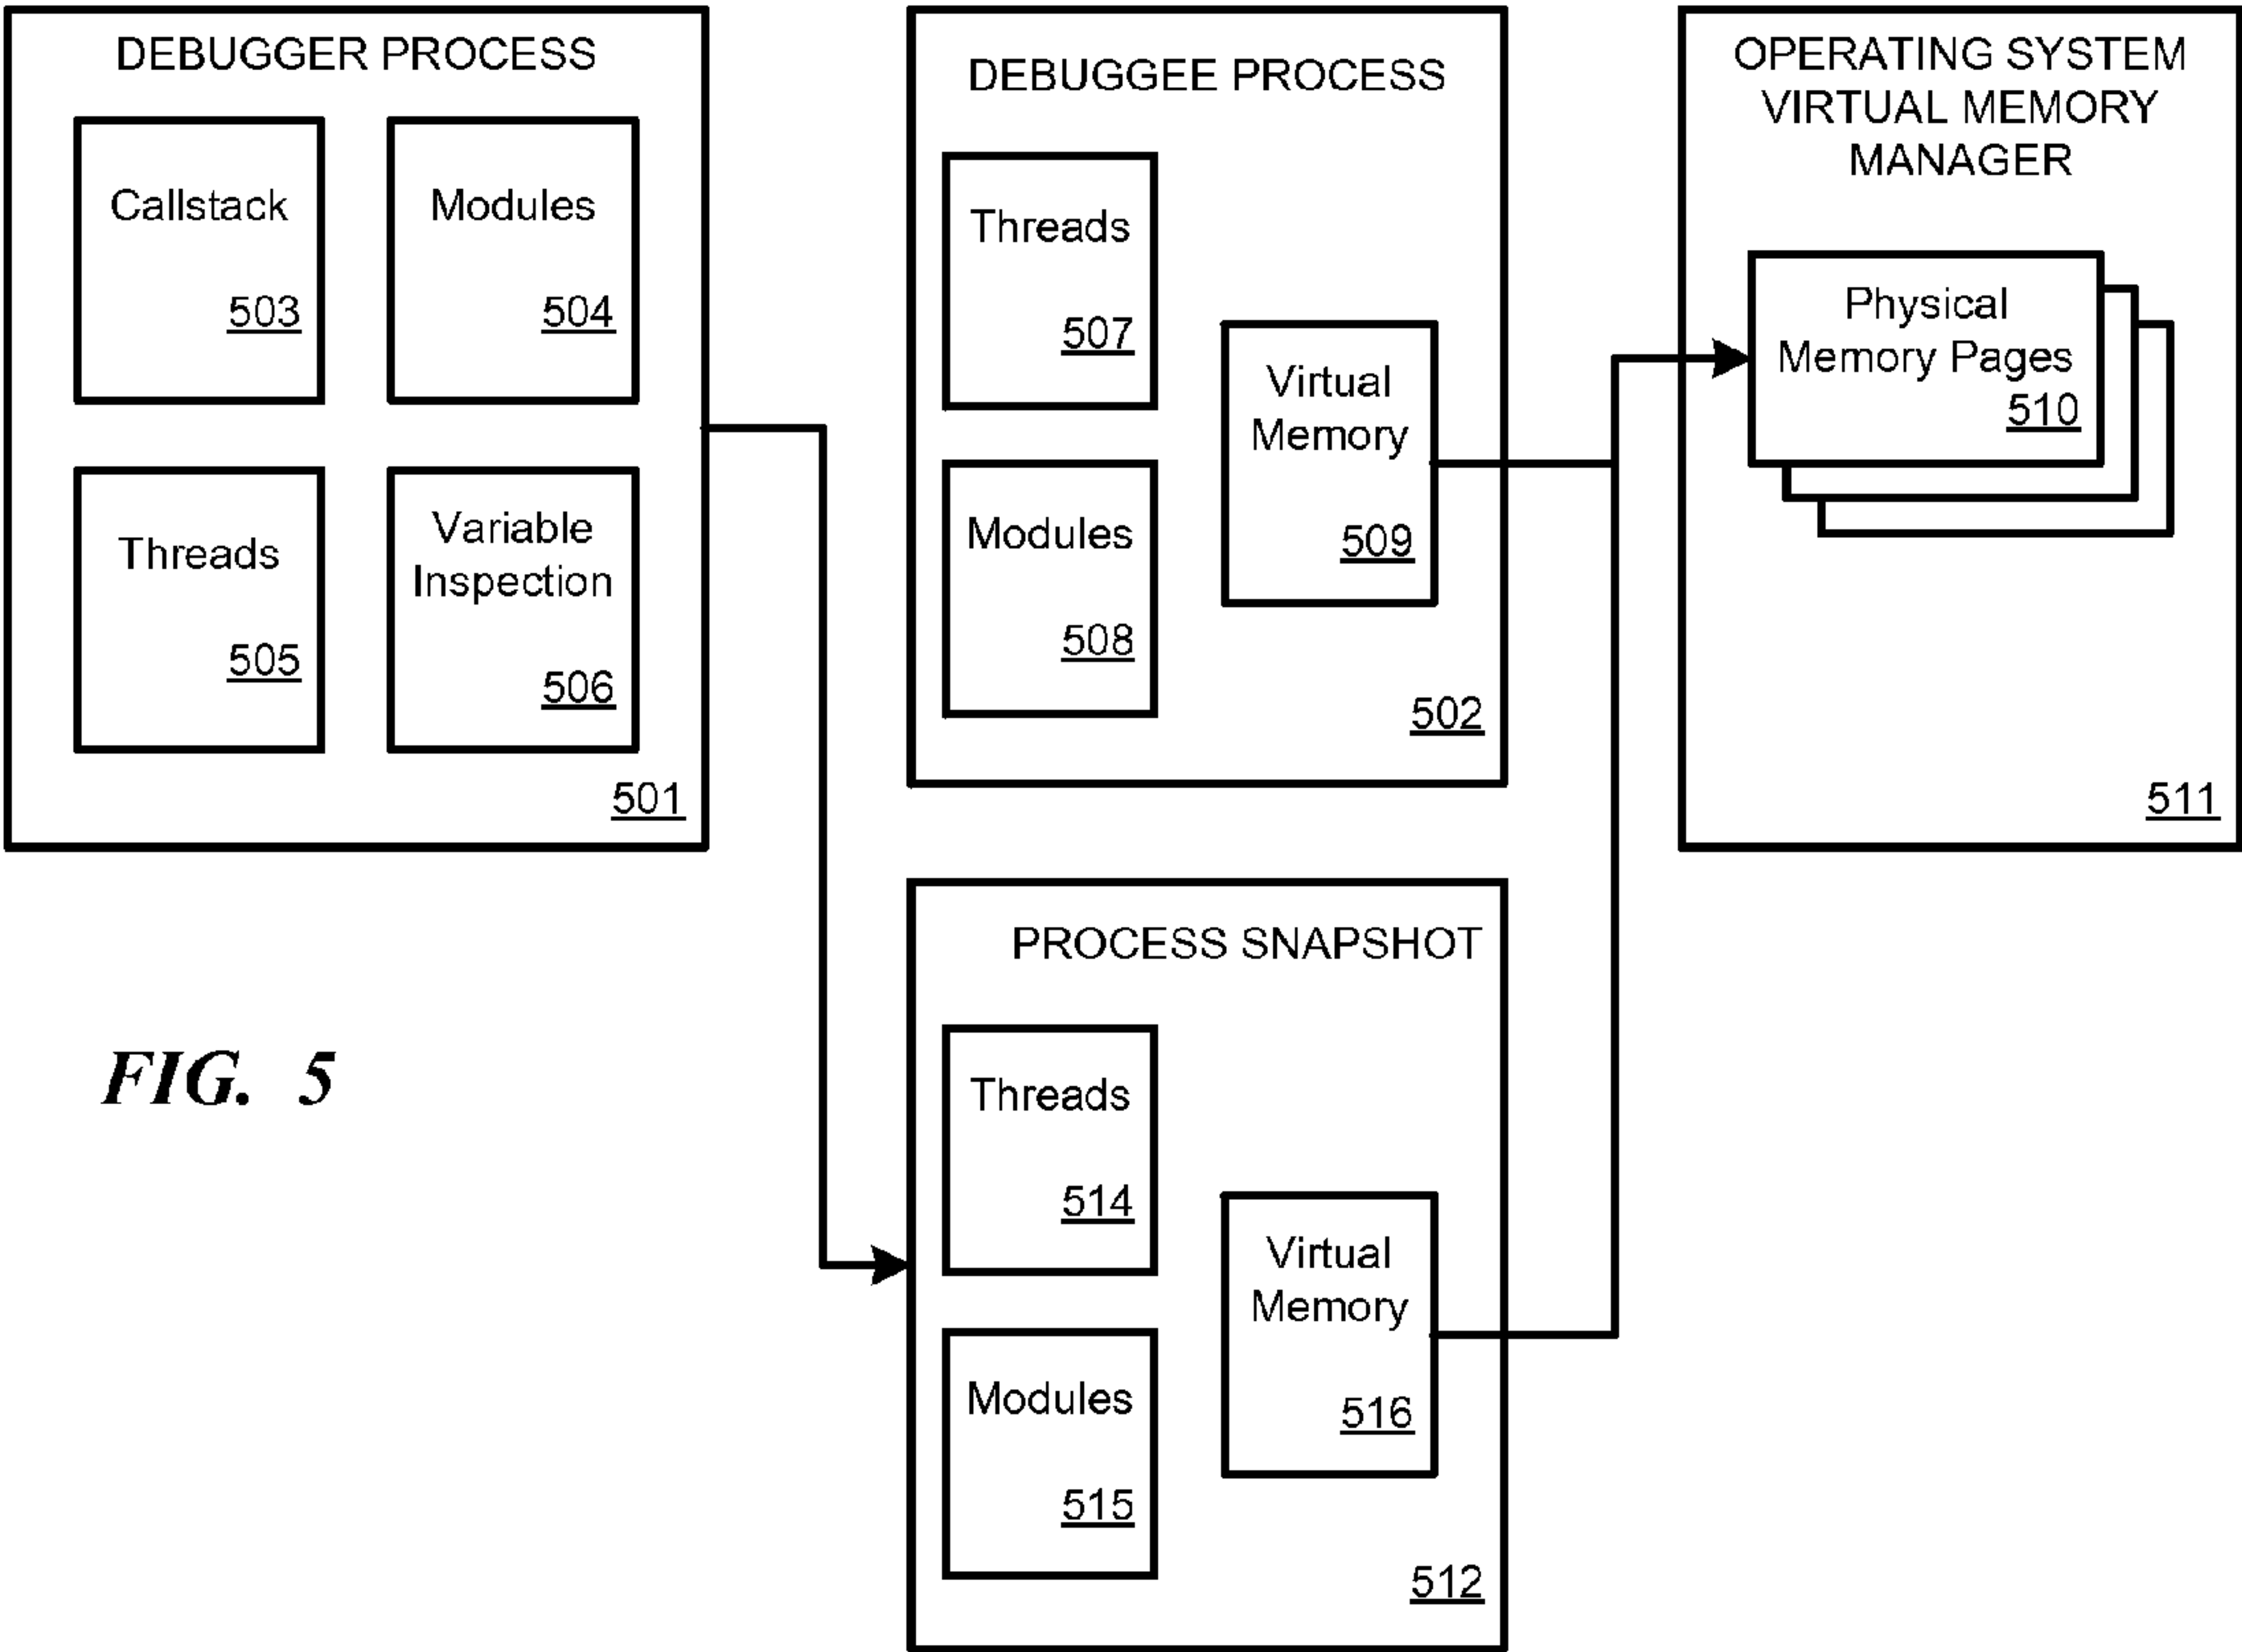 DEBUGGER PROCESS
Callstack
503
Modules
504
Threads
505
Variable
Inspection
506
501
DEBUGGEE PROCESS
Threads
507
Modules
508
Virtual
Memory
509
502
OPERATING SYSTEM
VIRTUAL MEMORY
MANAGER
Physical
Memory Pages
510
511
PROCESS SNAPSHOT
Threads
514
Modules
515
Virtual
Memory
516
512
FIG. 5